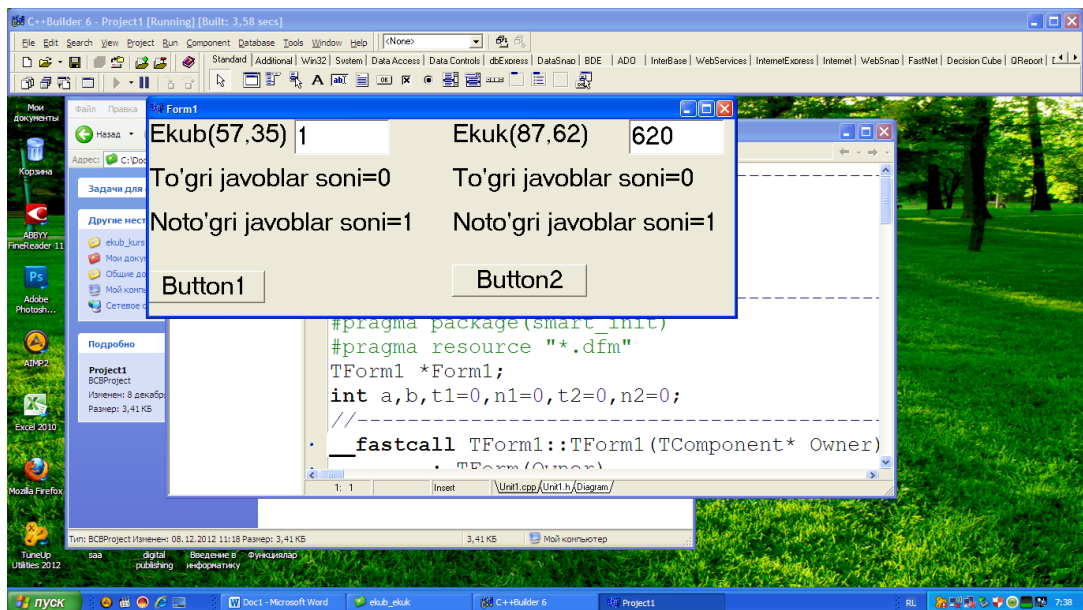 C++Builder 6 - Project1 [Running] [Built: 3,58 secs]
File Edit Search View Project Run Component Database Tools Window Help <None>
Standard Additional Win32 System Data Access Data Controls dbExpress DataSnap BDE ADO InterBase WebServices InternetExpress Internet WebSnap FastNet Decision Cube QReport
Мои документы
Корзина
ABBYY FineReader 11
Adobe Photosh...
AIMP2
Excel 2010
Mozilla Firefox
TuneUp Utilities 2012
saa
digital publishing
Введение в информатику
Функциялар
Файл Правка
Назад
Адрес: C:\Doc
Задачи для
Другие мест
ekub_kurs
Мои доку
Общие до
Мой комп
Сетевое
Подробно
Project1
BCBProject
Изменен: 8 декабр
Размер: 3,41 КБ
Form1
Ekub(57,35) 1 Ekuk(87,62) 620
To'gri javoblar soni=0 To'gri javoblar soni=0
Noto'gri javoblar soni=1 Noto'gri javoblar soni=1
Button1 Button2
#pragma package(smart_init)
#pragma resource "*.dfm"
TForm1 *Form1;
int a,b,t1=0,n1=0,t2=0,n2=0;
//----------------------------------------
__fastcall TForm1::TForm1(TComponent* Owner)
: TForm(Owner)
1: 1 Insert \Unit1.cpp/Unit1.h/Diagram/
Тип: BCBProject Изменен: 08.12.2012 11:18 Размер: 3,41 КБ 3,41 КБ Мой компьютер
пуск Doc1 - Microsoft Word ekub_ekuk C++Builder 6 Project1 RL 7:38